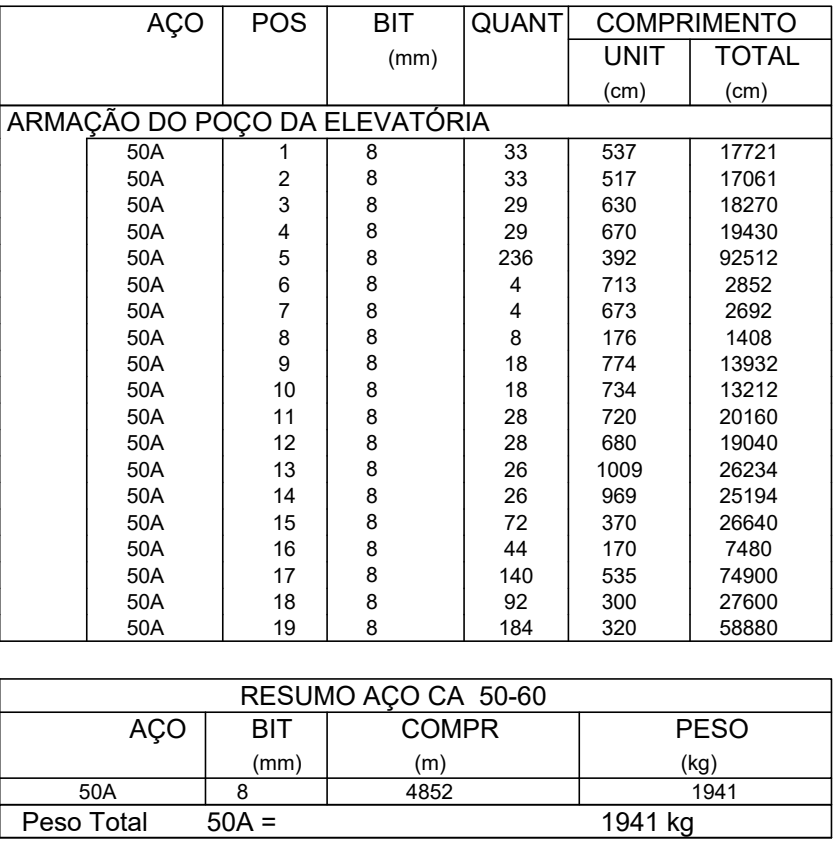 AÇO POS BIT QUANT COMPRIMENTO
(mm) UNIT TOTAL
(cm) (cm)
ARMAÇÃO DO POÇO DA ELEVATÓRIA
50A 1 8 33 537 17721
50A 2 8 33 517 17061
50A 3 8 29 630 18270
50A 4 8 29 670 19430
50A 5 8 236 392 92512
50A 6 8 4 713 2852
50A 7 8 4 673 2692
50A 8 8 8 176 1408
50A 9 8 18 774 13932
50A 10 8 18 734 13212
50A 11 8 28 720 20160
50A 12 8 28 680 19040
50A 13 8 26 1009 26234
50A 14 8 26 969 25194
50A 15 8 72 370 26640
50A 16 8 44 170 7480
50A 17 8 140 535 74900
50A 18 8 92 300 27600
50A 19 8 184 320 58880
RESUMO AÇO CA 50-60
AÇO BIT COMPR PESO
(mm) (m) (kg)
50A 8 4852 1941
Peso Total 50A = 1941 kg